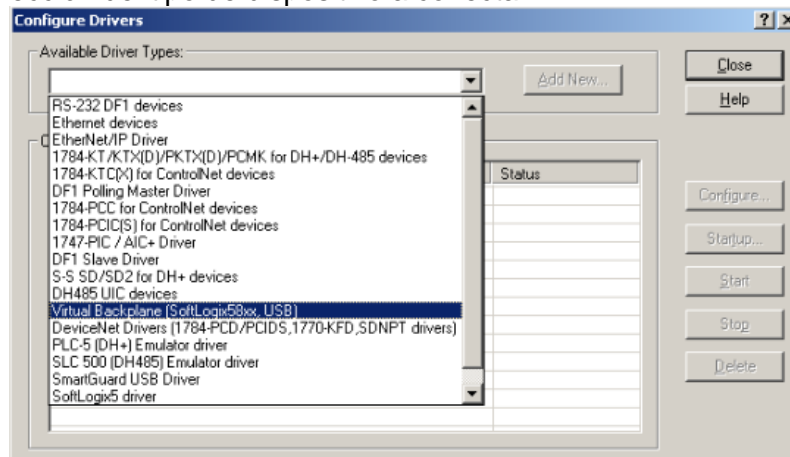 Configure Drivers
Available Driver Types:
Add New...
Close
Help
RS-232 DF1 devices
Ethernet devices
EtherNet/IP Driver
1784-KT/KTX(D)/PKTX(D)/PCMK for DH+/DH-485 devices
1784-KTC(X) for ControlNet devices
DF1 Polling Master Driver
1784-PCC for ControlNet devices
1784-PCIC(S) for ControlNet devices
1747-PIC / AIC+ Driver
DF1 Slave Driver
S-S SD/SD2 for DH+ devices
DH485 UIC devices
Virtual Backplane (SoftLogix58xx, USB)
DeviceNet Drivers (1784-PCD/PCIDS,1770-KFD,SDNPT drivers)
PLC-5 (DH+) Emulator driver
SLC 500 (DH485) Emulator driver
SmartGuard USB Driver
SoftLogix5 driver
Status
Configure...
Startup...
Start
Stop
Delete